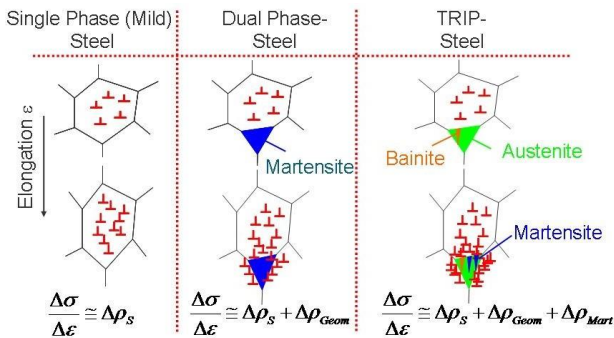 Single Phase (Mild)
Steel
Dual Phase-
Steel
TRIP-
Steel
Elongation ε
Martensite
Bainite
Austenite
Martensite
Δσ/Δε ≅ Δρ_S
Δσ/Δε ≅ Δρ_S + Δρ_Geom
Δσ/Δε ≅ Δρ_S + Δρ_Geom + Δρ_Mart